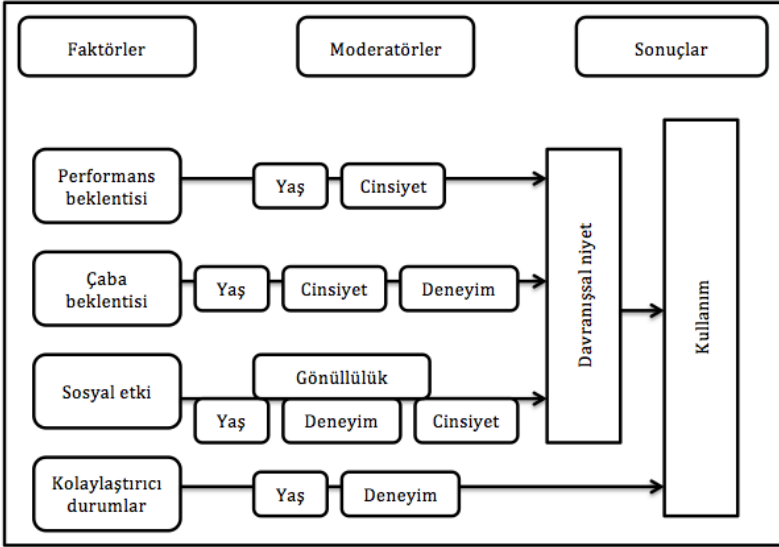 Faktörler
Moderatörler
Sonuçlar
Performans
beklentisi
Yaş
Cinsiyet
Çaba
beklentisi
Yaş
Cinsiyet
Deneyim
Sosyal etki
Gönüllülük
Yaş
Deneyim
Cinsiyet
Kolaylaştırıcı
durumlar
Yaş
Deneyim
Davranışsal niyet
Kullanım